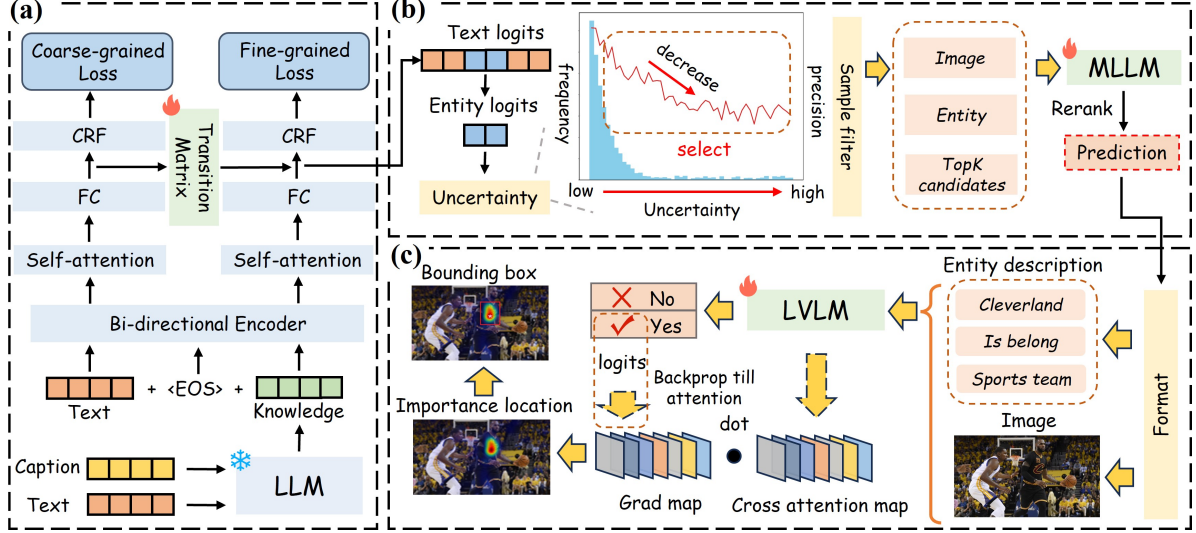 (a)
Coarse-grained
Loss
Fine-grained
Loss
CRF
Transition
Matrix
CRF
FC
FC
Self-attention
Self-attention
Bi-directional Encoder
+ <EOS> +
Text
Knowledge
Caption
Text
LLM
(b)
Text logits
Entity logits
Uncertainty
frequency
decrease
select
precision
low
high
Uncertainty
Sample filter
Image
Entity
TopK
candidates
MLLM
Rerank
Prediction
(c)
Bounding box
No
Yes
logits
LVLM
Entity description
Cleverland
Is belong
Sports team
Format
Image
Importance location
Backprop till
attention
dot
Grad map
Cross attention map